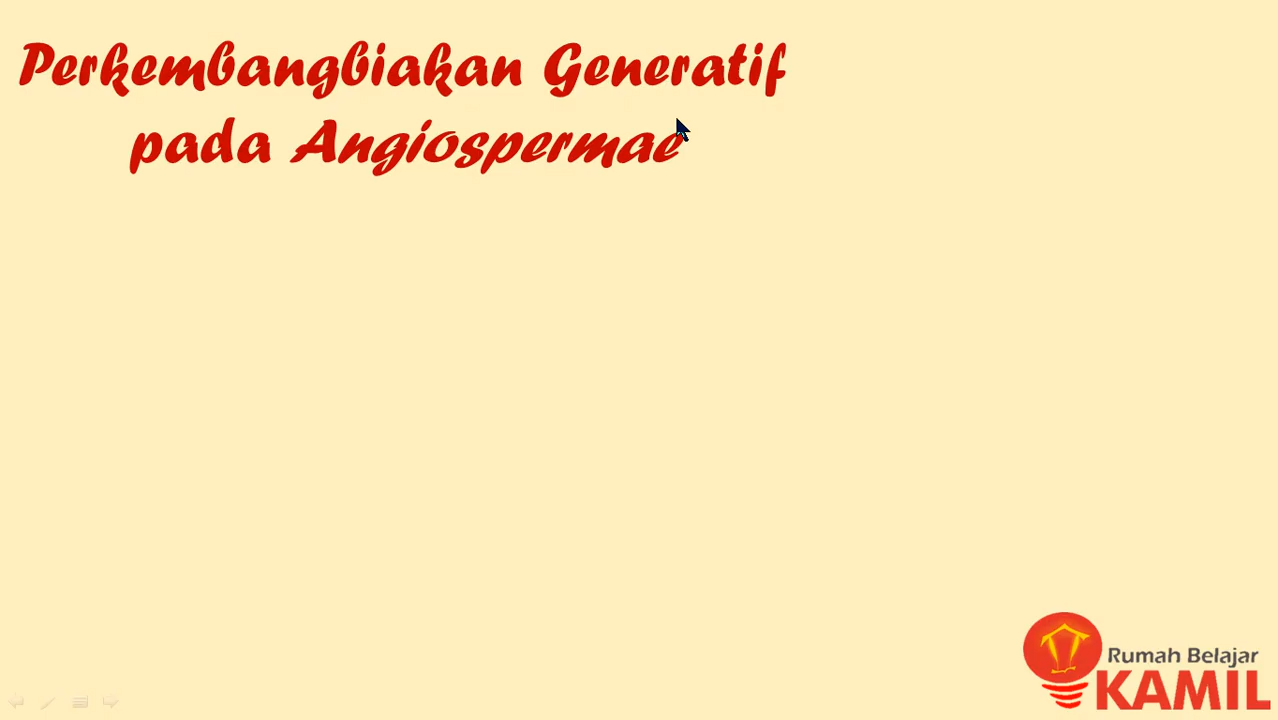 Perkembangbiakan Generatif
pada Angiospermae
Rumah Belajar
KAMIL